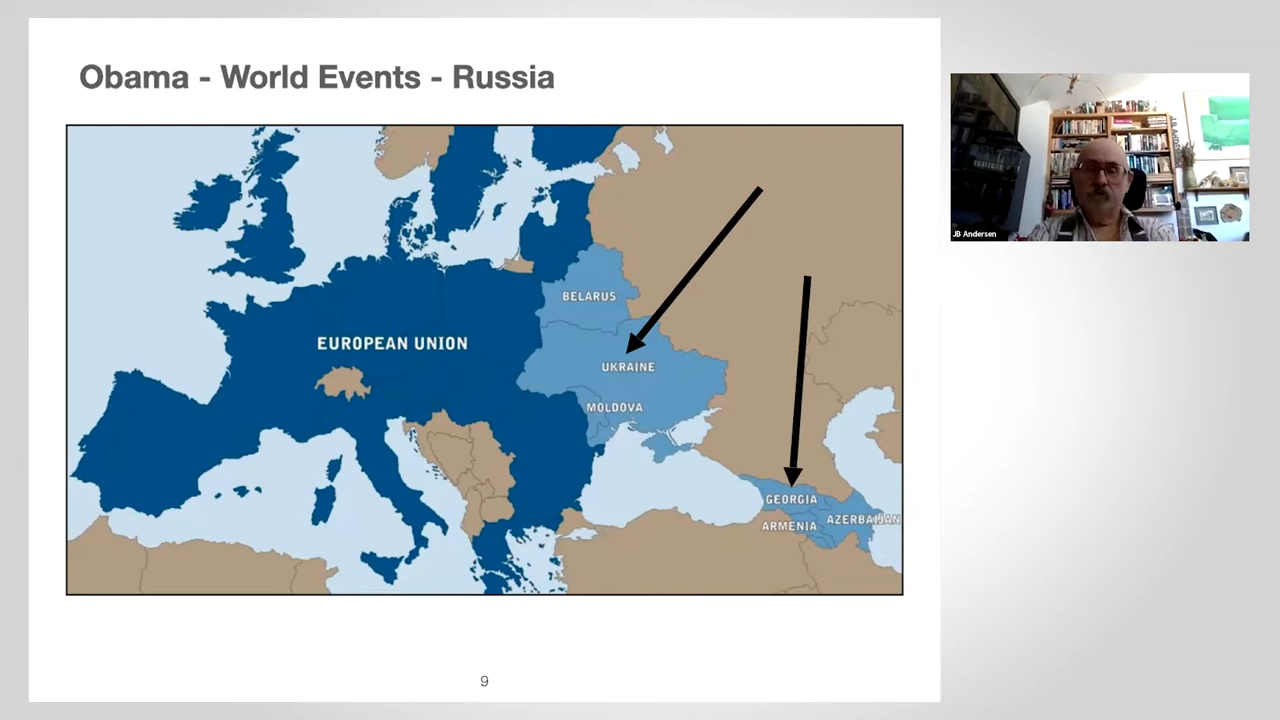 Obama - World Events - Russia
BELARUS
EUROPEAN UNION
UKRAINE
MOLDOVA
GEORGIA
ARMENIA
AZERBAIJAN
9
JB Andersen